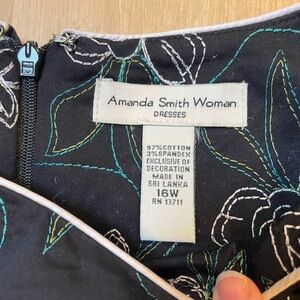 Amanda Smith Woman
DRESSES
97%COTTON
3%SPANDEX
EXCLUSIVE OF
DECORATION
MADE IN
SRI LANKA
16W
RN 13711